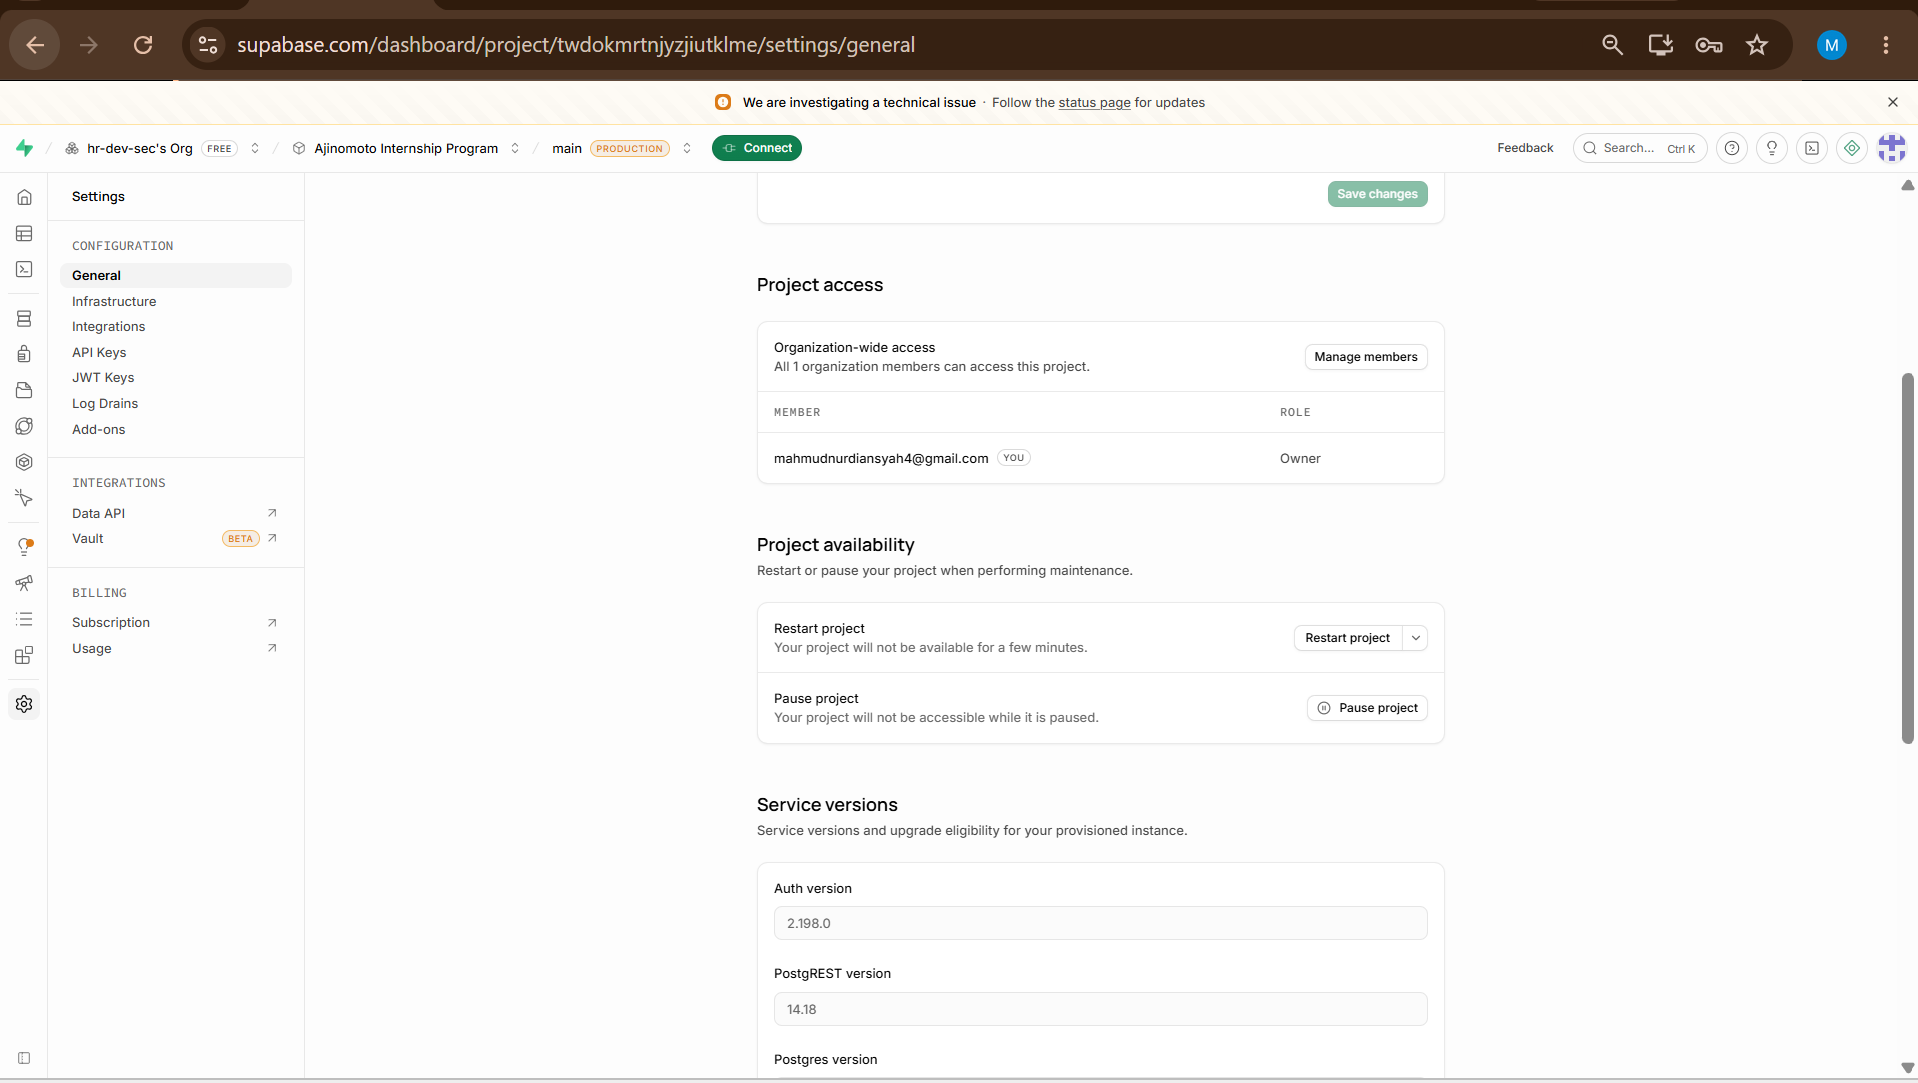 supabase.com/dashboard/project/twdokmrtnjyzjiutklme/settings/general
M
We are investigating a technical issue · Follow the status page for updates
hr-dev-sec's Org FREE / Ajinomoto Internship Program / main PRODUCTION Connect Feedback Search... Ctrl K
Settings
CONFIGURATION
General
Infrastructure
Integrations
API Keys
JWT Keys
Log Drains
Add-ons
INTEGRATIONS
Data API
Vault BETA
BILLING
Subscription
Usage
Save changes
Project access
Organization-wide access
All 1 organization members can access this project.
Manage members
MEMBER ROLE
mahmudnurdiansyah4@gmail.com YOU Owner
Project availability
Restart or pause your project when performing maintenance.
Restart project
Your project will not be available for a few minutes.
Restart project
Pause project
Your project will not be accessible while it is paused.
Pause project
Service versions
Service versions and upgrade eligibility for your provisioned instance.
Auth version
2.198.0
PostgREST version
14.18
Postgres version